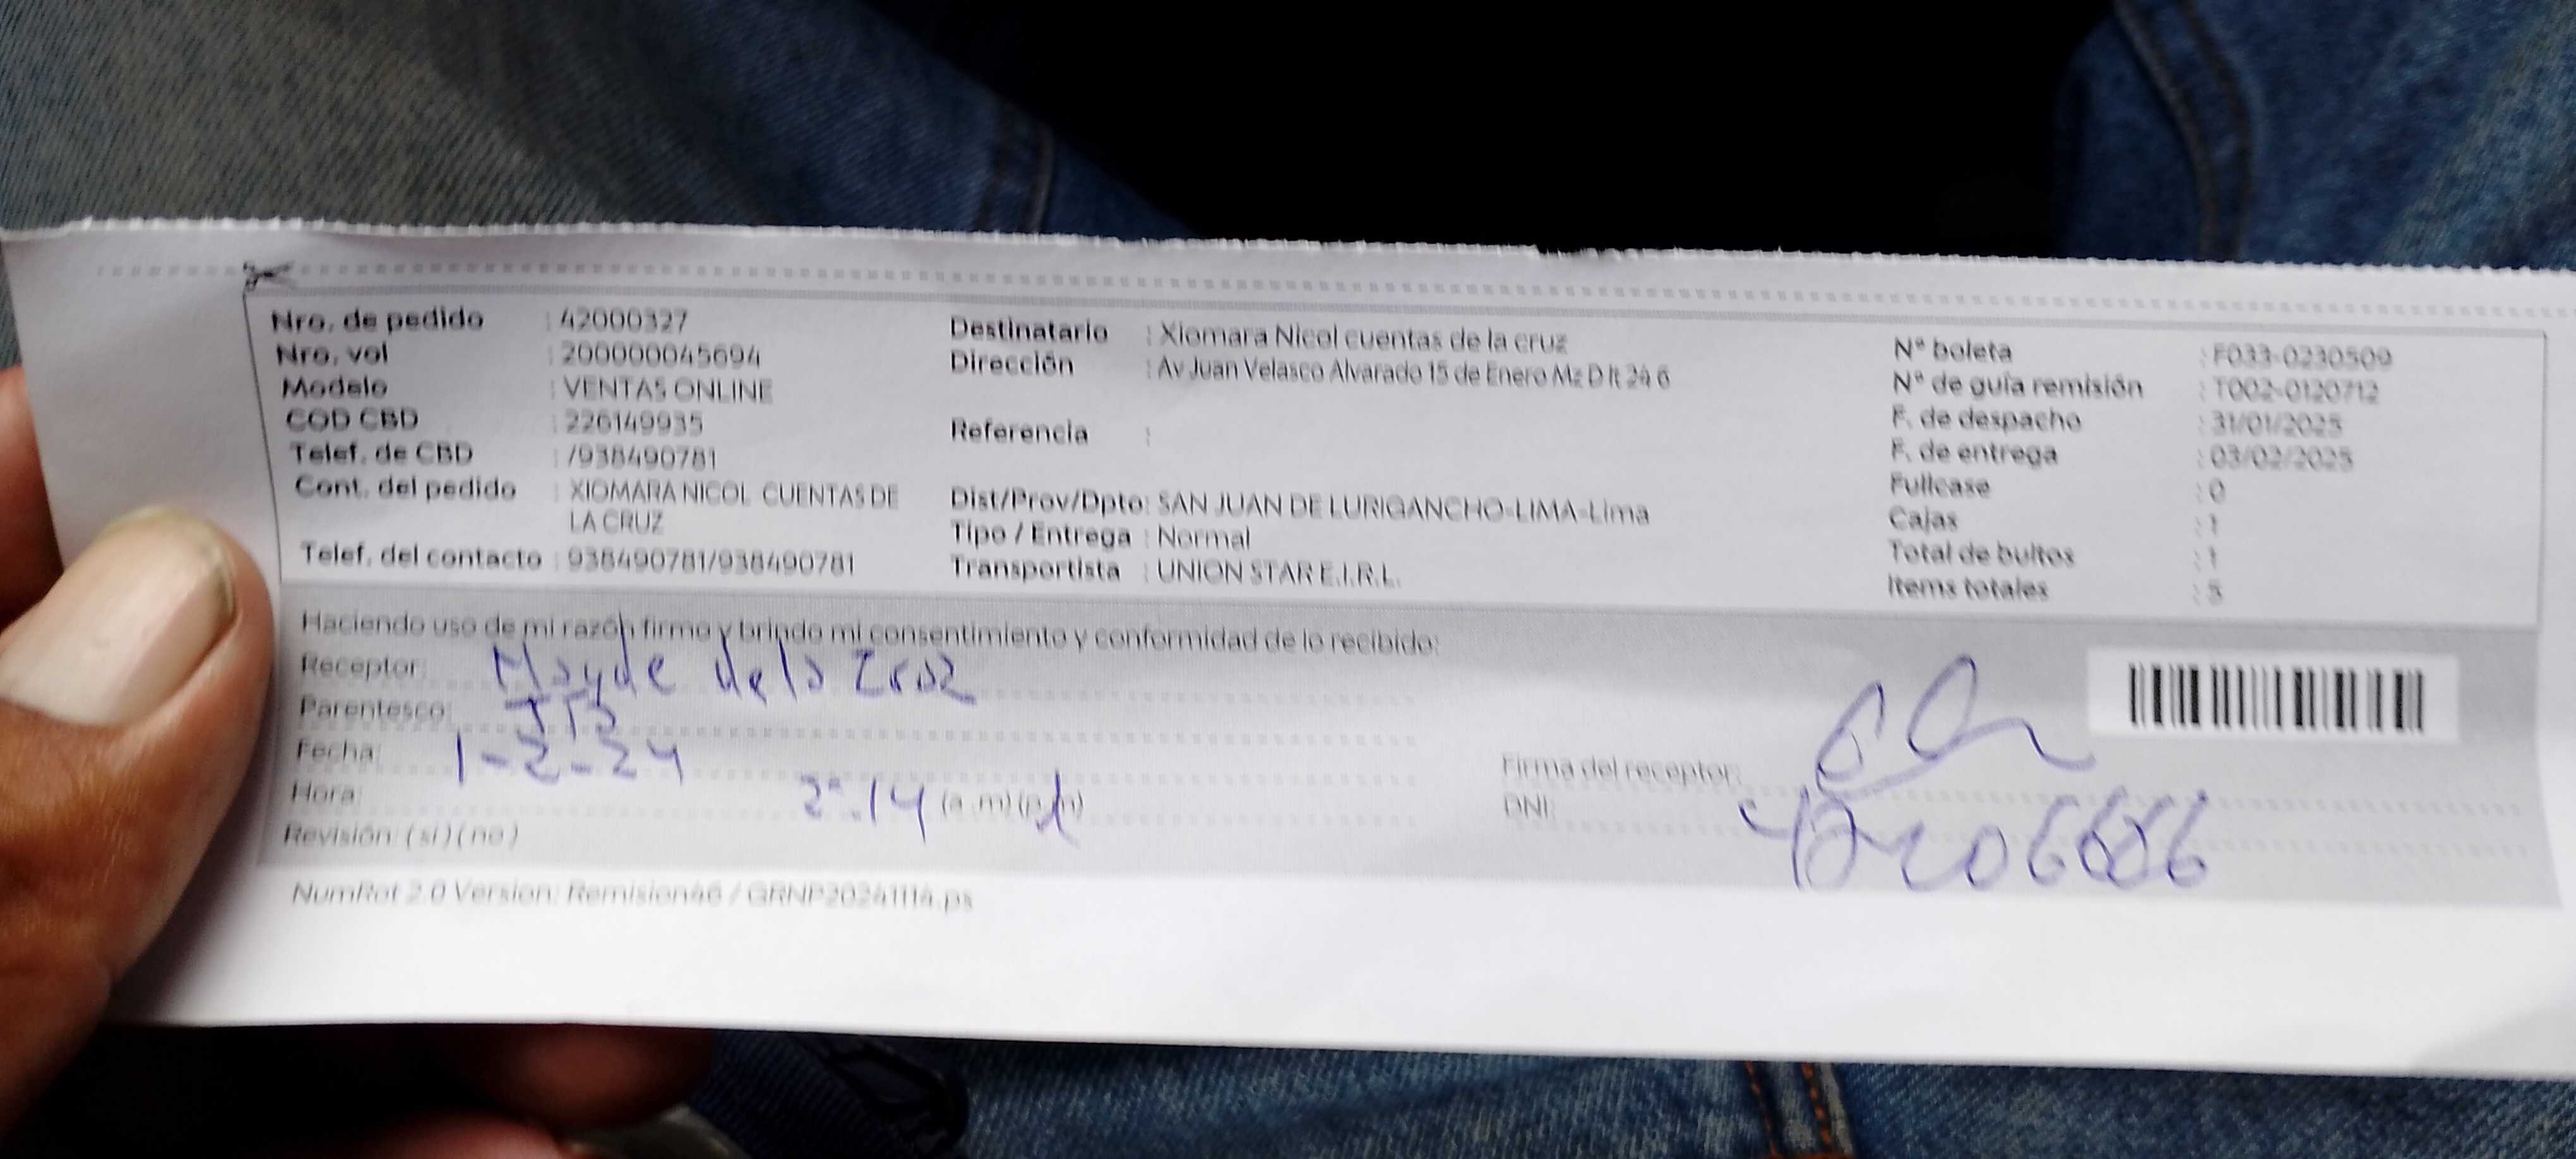 Nro. de pedido : 42000327
Nro. vol : 200000045694
Modelo : VENTAS ONLINE
COD CBD : 226149935
Telef. de CBD : /938490781
Cont. del pedido : XIOMARA NICOL CUENTAS DE
LA CRUZ
Telef. del contacto : 938490781/938490781
Destinatario : Xiomara Nicol cuentas de la cruz
Dirección : Av Juan Velasco Alvarado 15 de Enero Mz D lt 24 6
Referencia :
Dist/Prov/Dpto: SAN JUAN DE LURIGANCHO-LIMA-Lima
Tipo / Entrega : Normal
Transportista : UNION STAR E.I.R.L.
N° boleta : F033-0230509
N° de guía remisión : T002-0120712
F. de despacho : 31/01/2025
F. de entrega : 03/02/2025
Fullcase : 0
Cajas : 1
Total de bultos : 1
Items totales : 5
Haciendo uso de mi razón firmo y brindo mi consentimiento y conformidad de lo recibido:
Receptor: de la
Parentesco:
Fecha: 1-2-24
Hora: 2:14 (a .m) (p.m)
Revisión: (si) (no)
Firma del receptor:
DNI:
NumRot 2.0 Version: Remision46 / GRNP20241114.ps